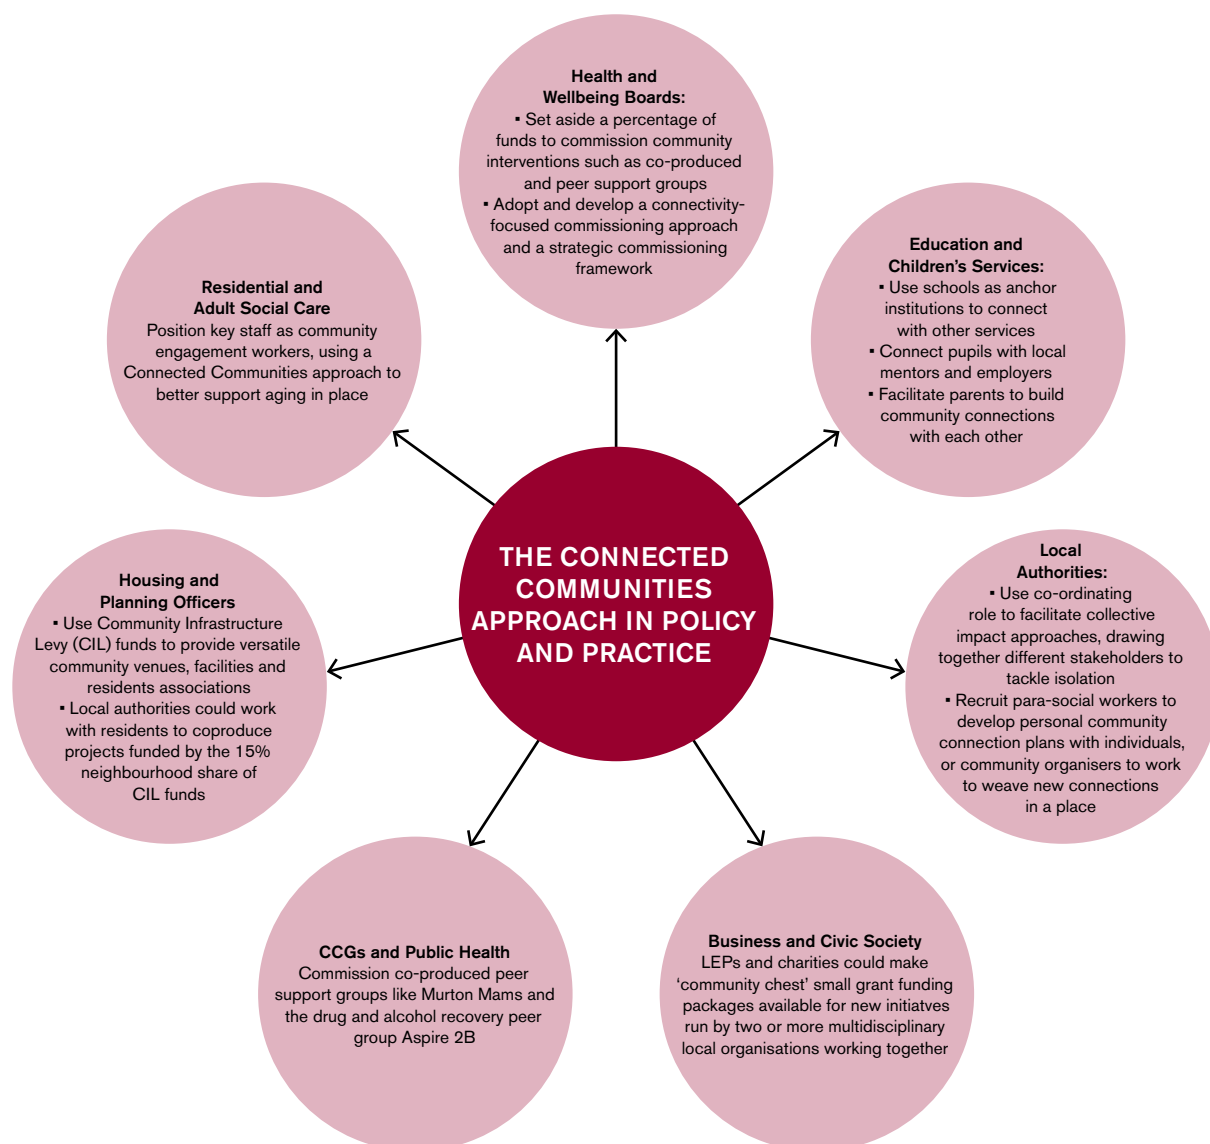 Health and
Wellbeing Boards:
▪ Set aside a percentage of
funds to commission community
interventions such as co-produced
and peer support groups
▪ Adopt and develop a connectivity-
focused commissioning approach
and a strategic commissioning
framework
Education and
Children’s Services:
▪ Use schools as anchor
institutions to connect
with other services
▪ Connect pupils with local
mentors and employers
▪ Facilitate parents to build
community connections
with each other
Residential and
Adult Social Care
Position key staff as community
engagement workers, using a
Connected Communities approach to
better support aging in place
THE CONNECTED
COMMUNITIES
APPROACH IN POLICY
AND PRACTICE
Local
Authorities:
▪ Use co-ordinating
role to facilitate collective
impact approaches, drawing
together different stakeholders to
tackle isolation
▪ Recruit para-social workers to
develop personal community
connection plans with individuals,
or community organisers to work
to weave new connections
in a place
Housing and
Planning Officers
▪ Use Community Infrastructure
Levy (CIL) funds to provide versatile
community venues, facilities and
residents associations
▪ Local authorities could work
with residents to coproduce
projects funded by the 15%
neighbourhood share of
CIL funds
CCGs and Public Health
Commission co-produced peer
support groups like Murton Mams and
the drug and alcohol recovery peer
group Aspire 2B
Business and Civic Society
LEPs and charities could make
‘community chest’ small grant funding
packages available for new initiatves
run by two or more multidisciplinary
local organisations working together